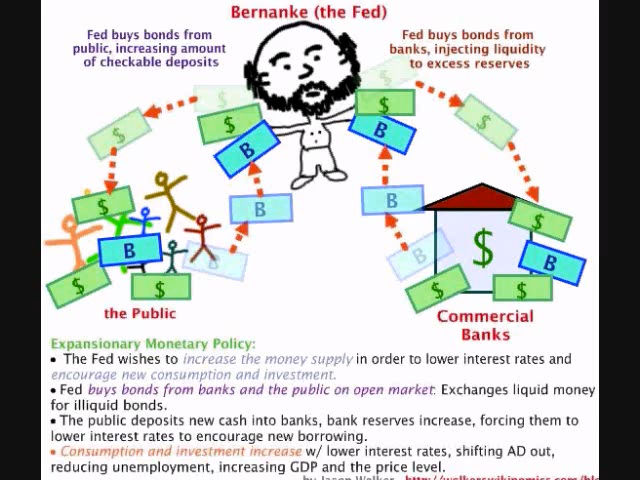 Bernanke (the Fed)
Fed buys bonds from
public, increasing amount
of checkable deposits
Fed buys bonds from
banks, injecting liquidity
to excess reserves
$
$
$
$
B
B
$
$
$
B
B
$
B
B
$
$
B
$
B
$
$
the Public
Commercial
Banks
Expansionary Monetary Policy:
• The Fed wishes to increase the money supply in order to lower interest rates and
encourage new consumption and investment.
• Fed buys bonds from banks and the public on open market. Exchanges liquid money
for illiquid bonds.
• The public deposits new cash into banks, bank reserves increase, forcing them to
lower interest rates to encourage new borrowing.
• Consumption and investment increase w/ lower interest rates, shifting AD out,
reducing unemployment, increasing GDP and the price level.
by Jason Welker, http://welkerswikinomics.com/blo